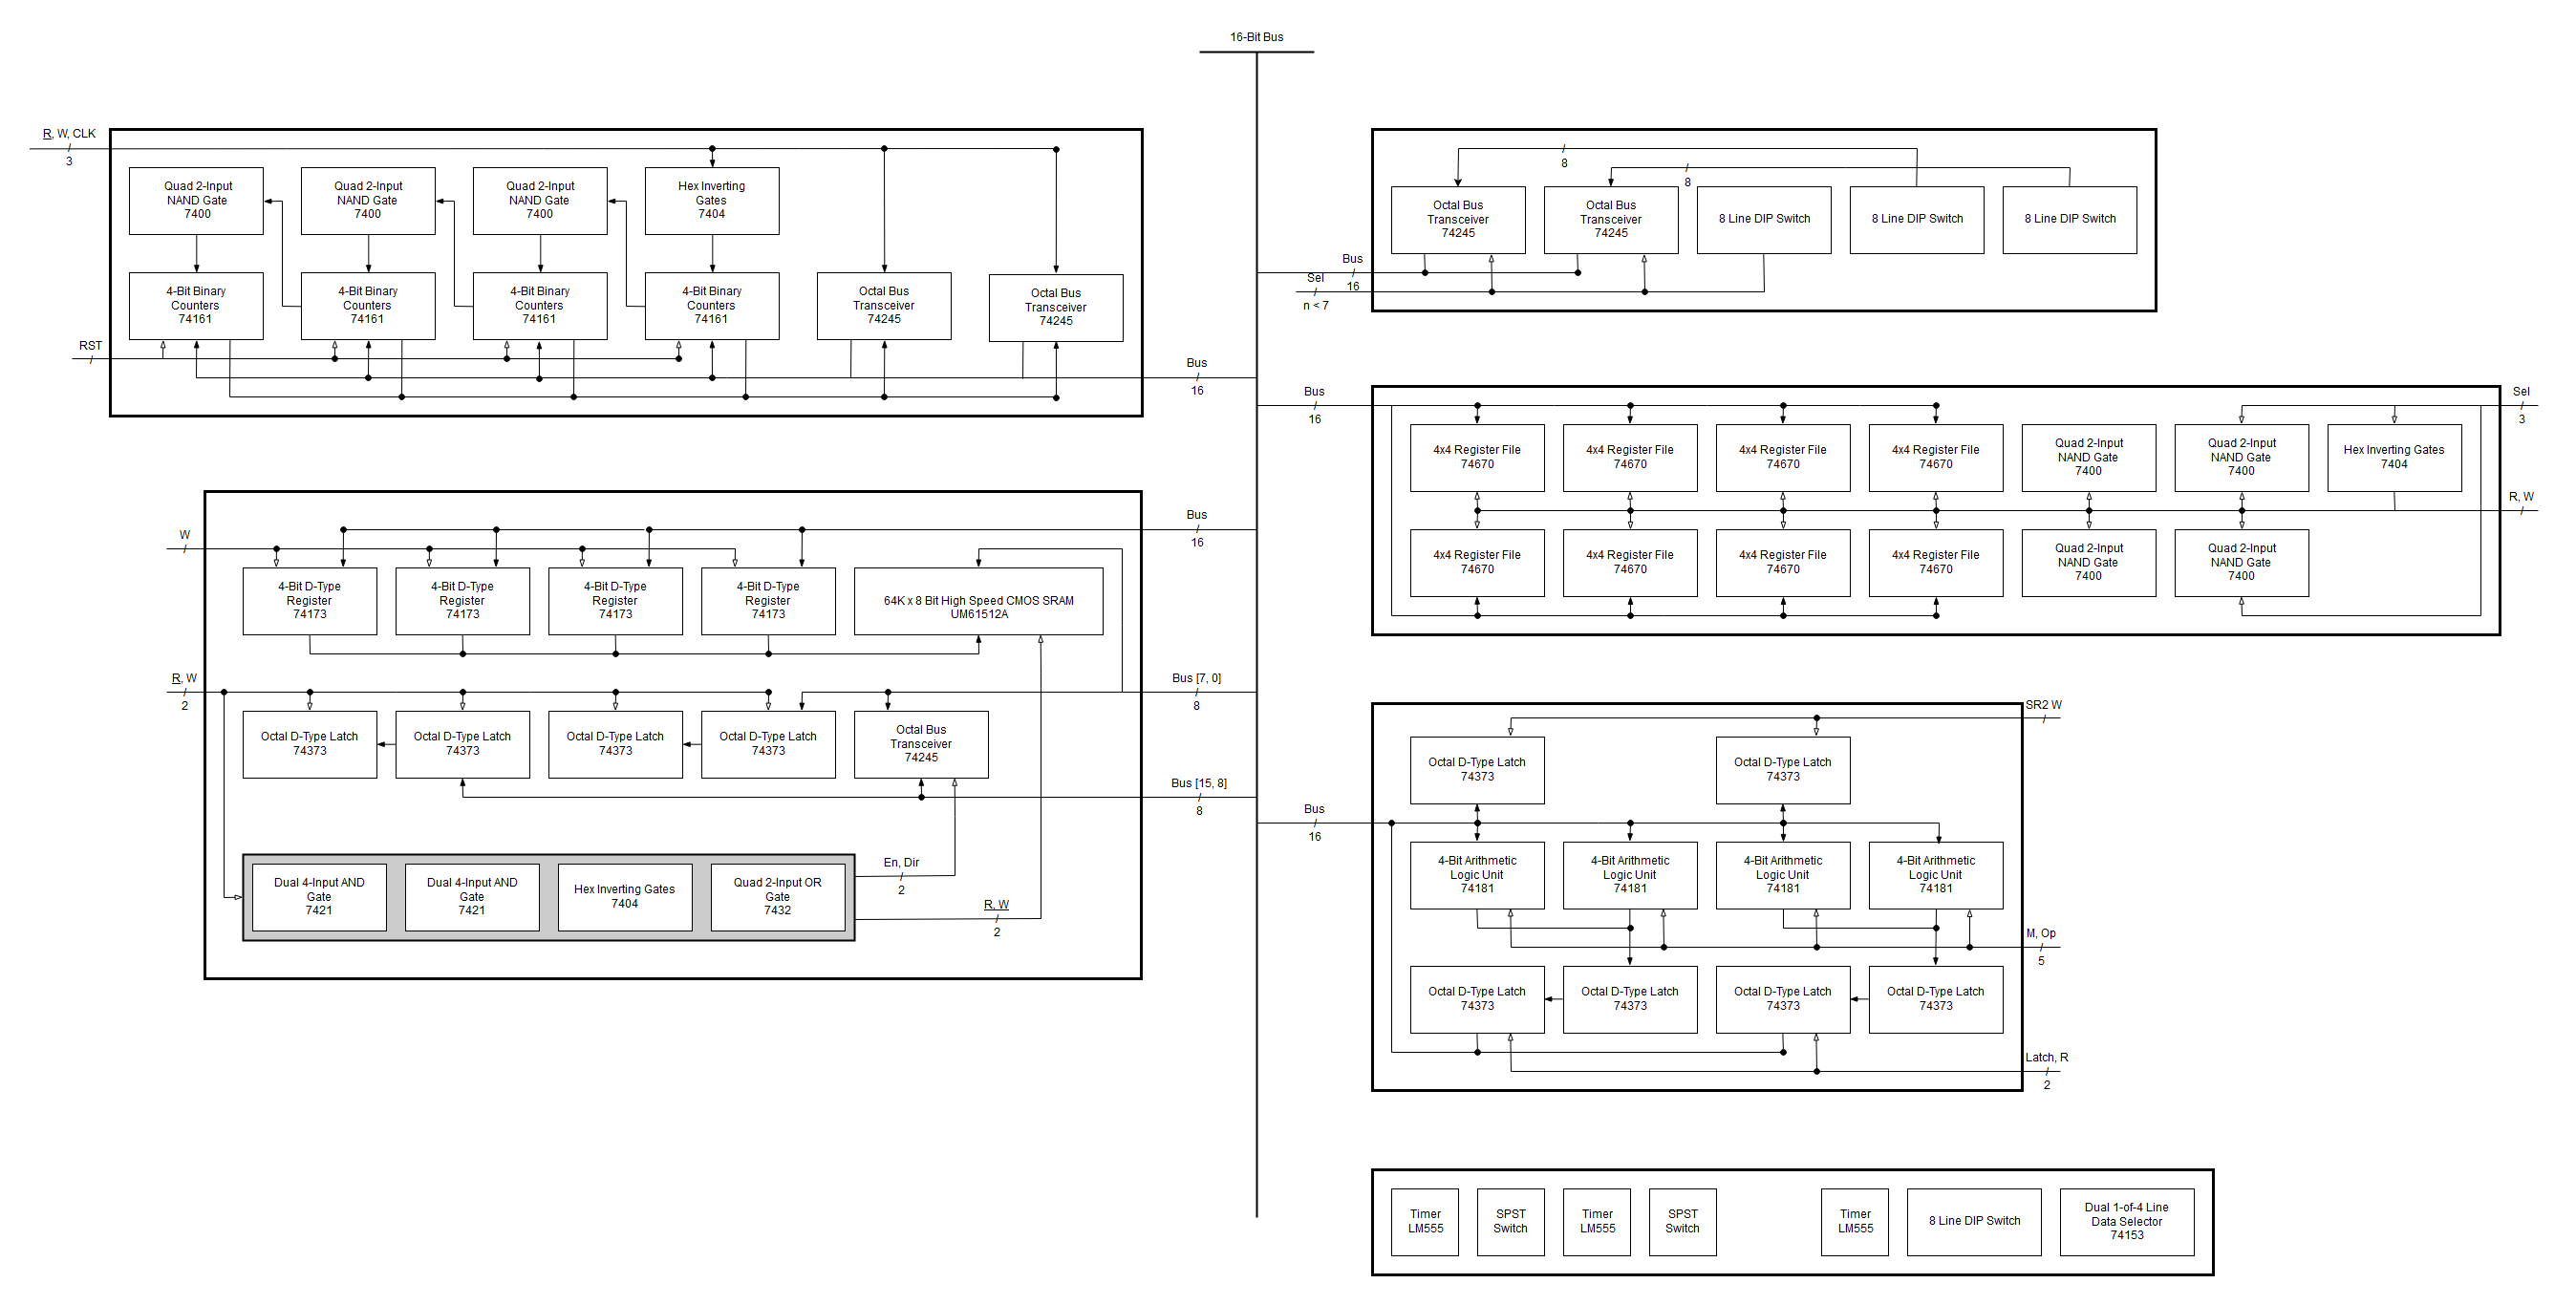 16-Bit Bus
R, W, CLK
3
Quad 2-Input
NAND Gate
7400
Quad 2-Input
NAND Gate
7400
Quad 2-Input
NAND Gate
7400
Hex Inverting
Gates
7404
4-Bit Binary
Counters
74161
4-Bit Binary
Counters
74161
4-Bit Binary
Counters
74161
4-Bit Binary
Counters
74161
Octal Bus
Transceiver
74245
Octal Bus
Transceiver
74245
RST
Bus
16
8
8
Octal Bus
Transceiver
74245
Octal Bus
Transceiver
74245
8 Line DIP Switch
8 Line DIP Switch
8 Line DIP Switch
Bus
16
Sel
n < 7
Bus
16
Sel
3
4x4 Register File
74670
4x4 Register File
74670
4x4 Register File
74670
4x4 Register File
74670
Quad 2-Input
NAND Gate
7400
Quad 2-Input
NAND Gate
7400
Hex Inverting Gates
7404
R, W
4x4 Register File
74670
4x4 Register File
74670
4x4 Register File
74670
4x4 Register File
74670
Quad 2-Input
NAND Gate
7400
Quad 2-Input
NAND Gate
7400
Bus
16
W
4-Bit D-Type
Register
74173
4-Bit D-Type
Register
74173
4-Bit D-Type
Register
74173
4-Bit D-Type
Register
74173
64K x 8 Bit High Speed CMOS SRAM
UM61512A
R, W
2
Bus [7, 0]
8
Octal D-Type Latch
74373
Octal D-Type Latch
74373
Octal D-Type Latch
74373
Octal D-Type Latch
74373
Octal Bus
Transceiver
74245
Bus [15, 8]
8
Dual 4-Input AND
Gate
7421
Dual 4-Input AND
Gate
7421
Hex Inverting Gates
7404
Quad 2-Input OR
Gate
7432
En, Dir
2
R, W
2
SR2 W
Octal D-Type Latch
74373
Octal D-Type Latch
74373
Bus
16
4-Bit Arithmetic
Logic Unit
74181
4-Bit Arithmetic
Logic Unit
74181
4-Bit Arithmetic
Logic Unit
74181
4-Bit Arithmetic
Logic Unit
74181
M, Op
5
Octal D-Type Latch
74373
Octal D-Type Latch
74373
Octal D-Type Latch
74373
Octal D-Type Latch
74373
Latch, R
2
Timer
LM555
SPST
Switch
Timer
LM555
SPST
Switch
Timer
LM555
8 Line DIP Switch
Dual 1-of-4 Line
Data Selector
74153